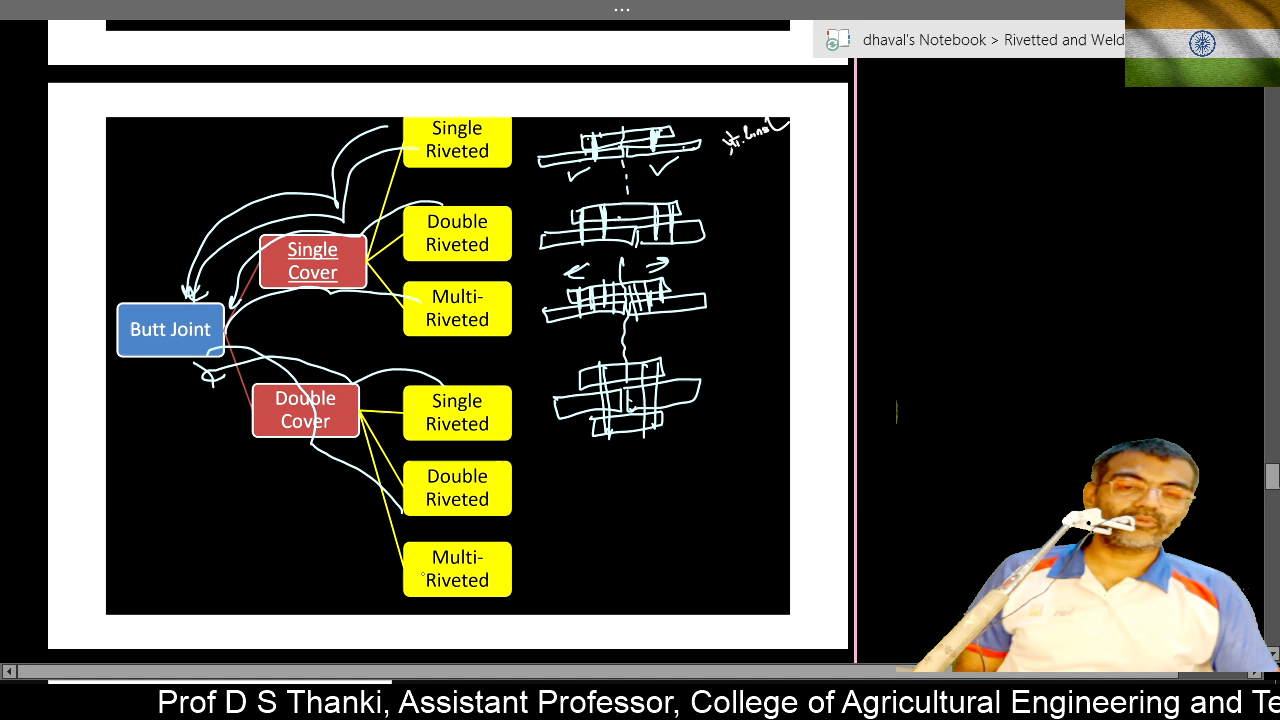 ...
dhaval's Notebook > Rivetted and Weld
Single
Riveted
Double
Riveted
Single
Cover
Multi-
Riveted
Butt Joint
Double
Cover
Single
Riveted
Double
Riveted
Multi-
Riveted
Prof D S Thanki, Assistant Professor, College of Agricultural Engineering and Te